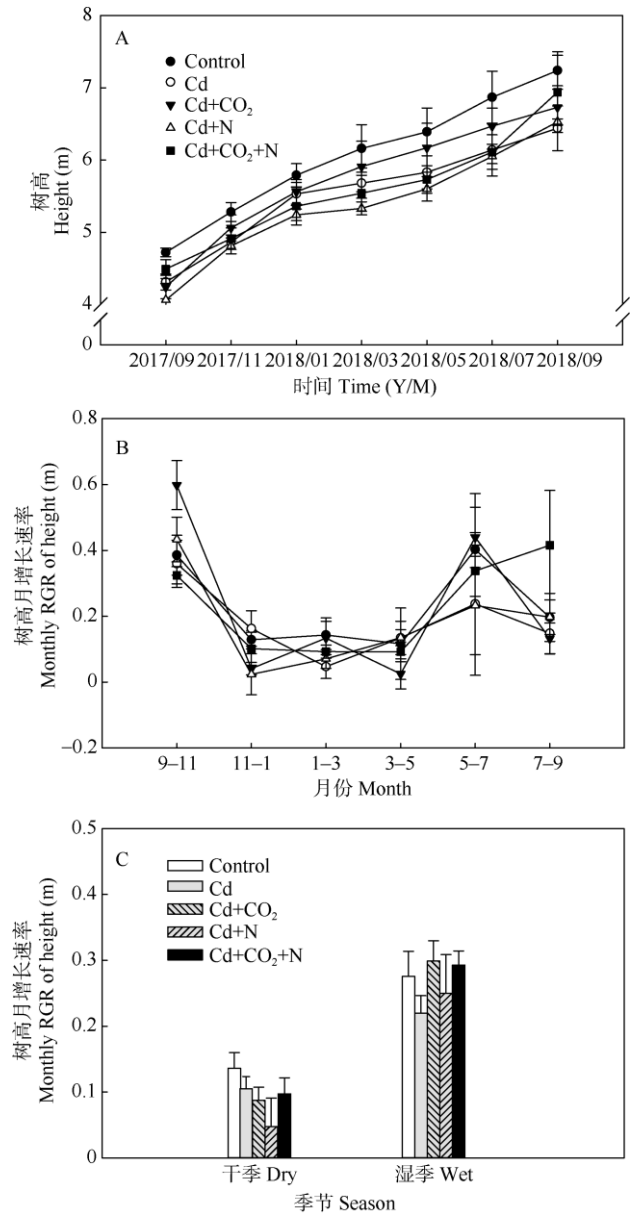 8
A
Control
Cd
Cd+CO₂
Cd+N
Cd+CO₂+N
7
6
5
4
0
树高
Height (m)
2017/09 2017/11 2018/01 2018/03 2018/05 2018/07 2018/09
时间 Time (Y/M)
0.8
B
0.6
0.4
0.2
0
–0.2
树高月增长速率
Monthly RGR of height (m)
9–11 11–1 1–3 3–5 5–7 7–9
月份 Month
0.5
C
Control
Cd
Cd+CO₂
Cd+N
Cd+CO₂+N
0.4
0.3
0.2
0.1
0
树高月增长速率
Monthly RGR of height (m)
干季 Dry 湿季 Wet
季节 Season